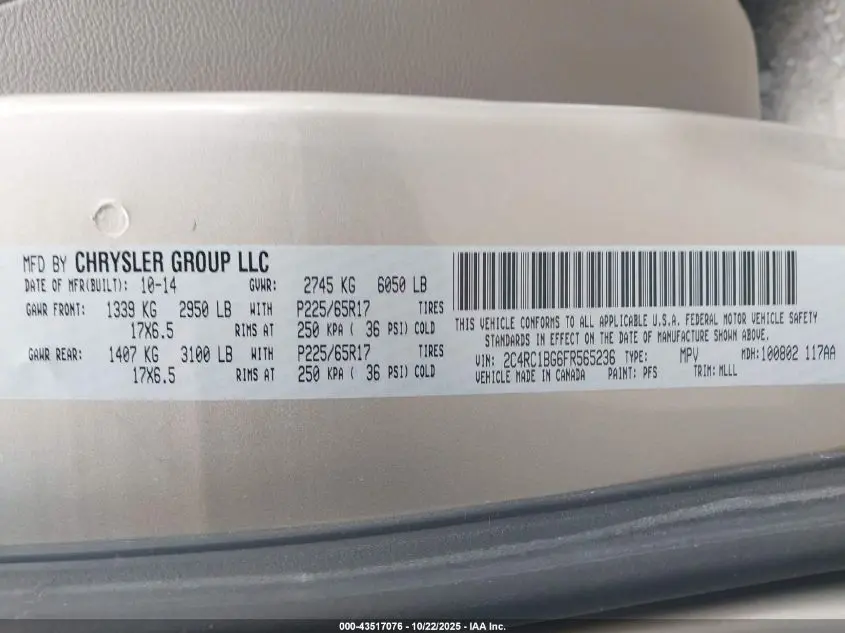 MFD BY CHRYSLER GROUP LLC
DATE OF MFR(BUILT): 10-14 GVWR: 2745 KG 6050 LB
GAWR FRONT: 1339 KG 2950 LB WITH P225/65R17 TIRES
17X6.5 RIMS AT 250 KPA ( 36 PSI) COLD
GAWR REAR: 1407 KG 3100 LB WITH P225/65R17 TIRES
17X6.5 RIMS AT 250 KPA ( 36 PSI) COLD
THIS VEHICLE CONFORMS TO ALL APPLICABLE U.S.A. FEDERAL MOTOR VEHICLE SAFETY
STANDARDS IN EFFECT ON THE DATE OF MANUFACTURE SHOWN ABOVE.
VIN: 2C4RC1BG6FR565236 TYPE: MPV MDH:100802 117AA
VEHICLE MADE IN CANADA PAINT: PFS TRIM: MLLL
000-43517076 - 10/22/2025 - IAA Inc.